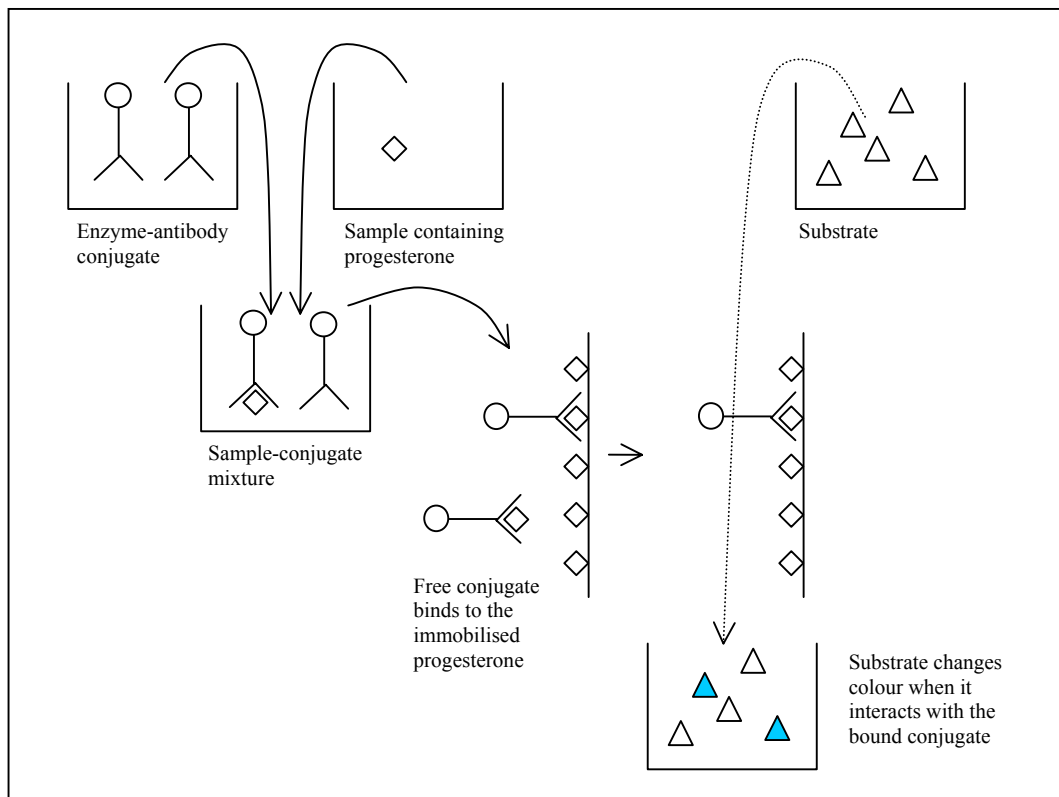 Enzyme-antibody
conjugate
Sample containing
progesterone
Substrate
Sample-conjugate
mixture
Free conjugate
binds to the
immobilised
progesterone
Substrate changes
colour when it
interacts with the
bound conjugate